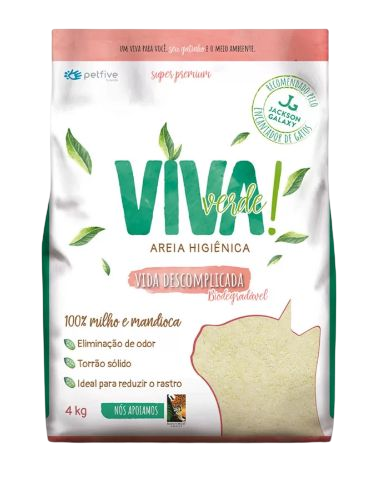 UM VIVA PARA VOCÊ, seu gatinho E O MEIO AMBIENTE.
petfive
super premium
RECOMENDADO PELO
JG
JACKSON
GALAXY
ENCANTADOR DE GATOS
VIVA!
verde
AREIA HIGIÊNICA
VIDA DESCOMPLICADA
Biodegradável
100% milho e mandioca
Eliminação de odor
Torrão sólido
Ideal para reduzir o rastro
4 kg
NÓS APOIAMOS